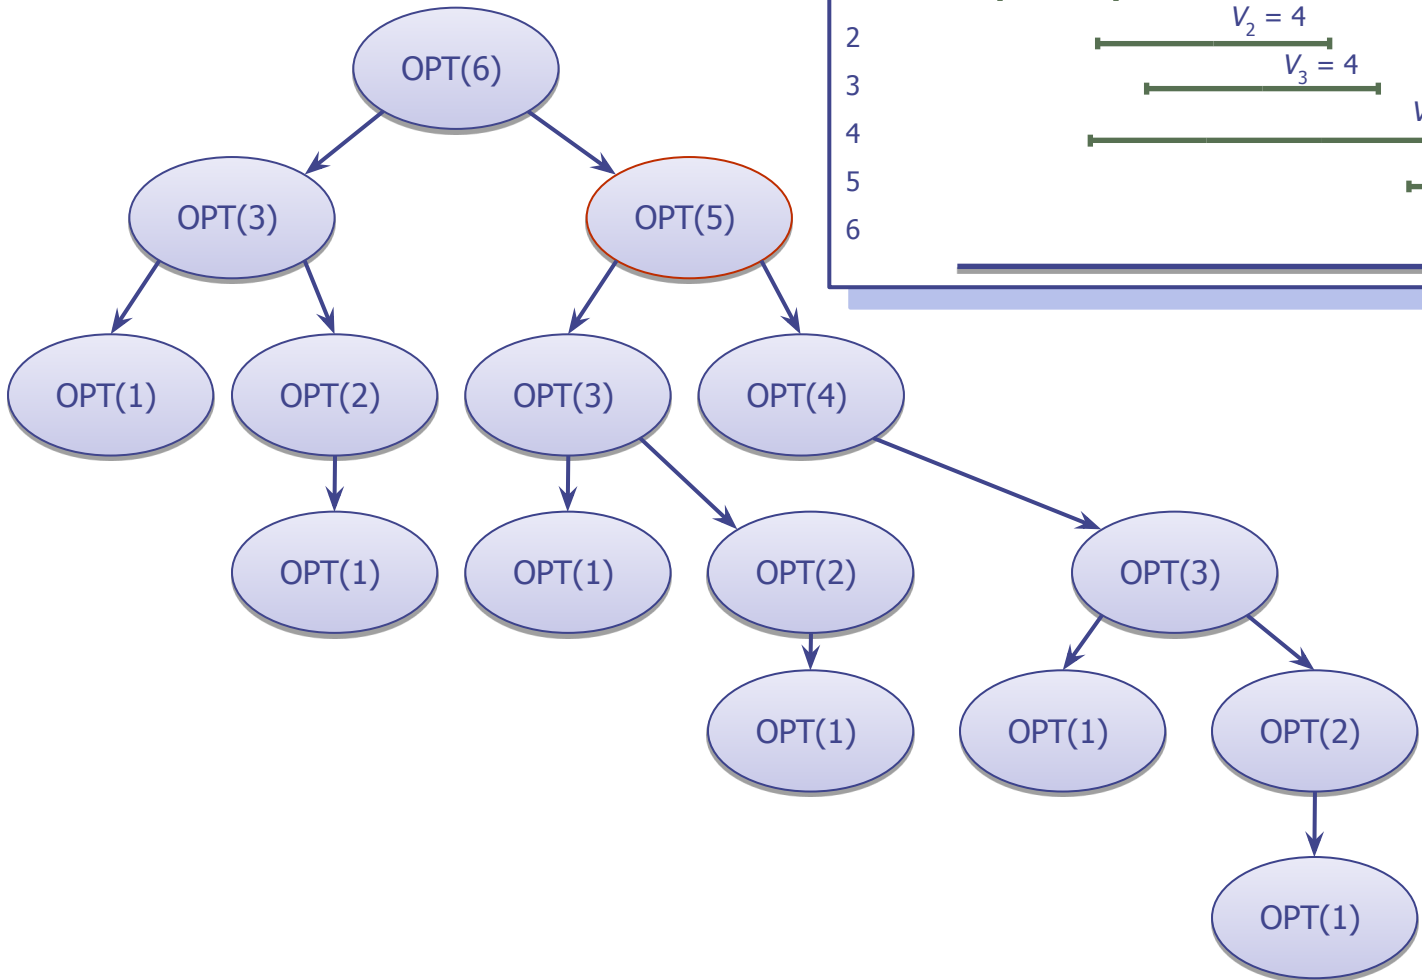 V2 = 4
2
V3 = 4
3
V
4
5
6
OPT(6)
OPT(3)
OPT(5)
OPT(1)
OPT(2)
OPT(3)
OPT(4)
OPT(1)
OPT(1)
OPT(2)
OPT(3)
OPT(1)
OPT(1)
OPT(2)
OPT(1)